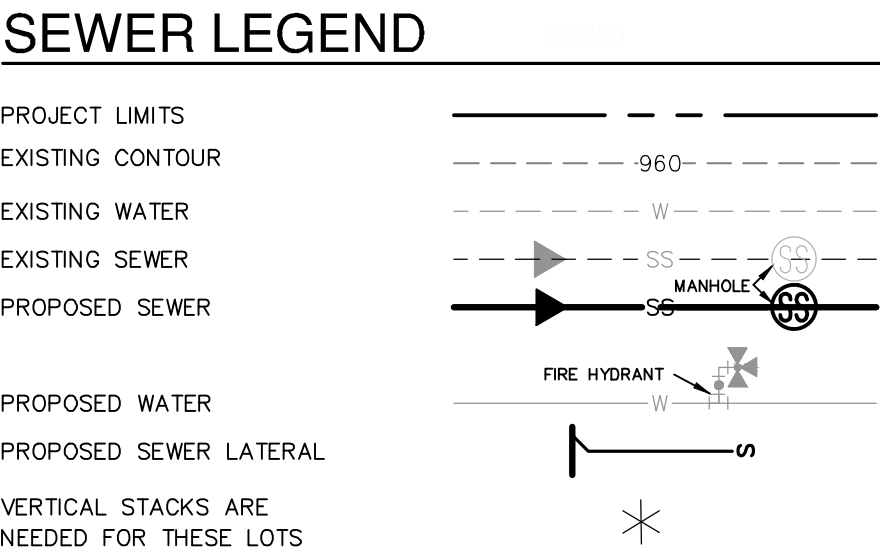 SEWER LEGEND
PROJECT LIMITS
EXISTING CONTOUR 960
EXISTING WATER W
EXISTING SEWER SS SS
MANHOLE
PROPOSED SEWER SS SS
FIRE HYDRANT
PROPOSED WATER W
PROPOSED SEWER LATERAL S
VERTICAL STACKS ARE
NEEDED FOR THESE LOTS